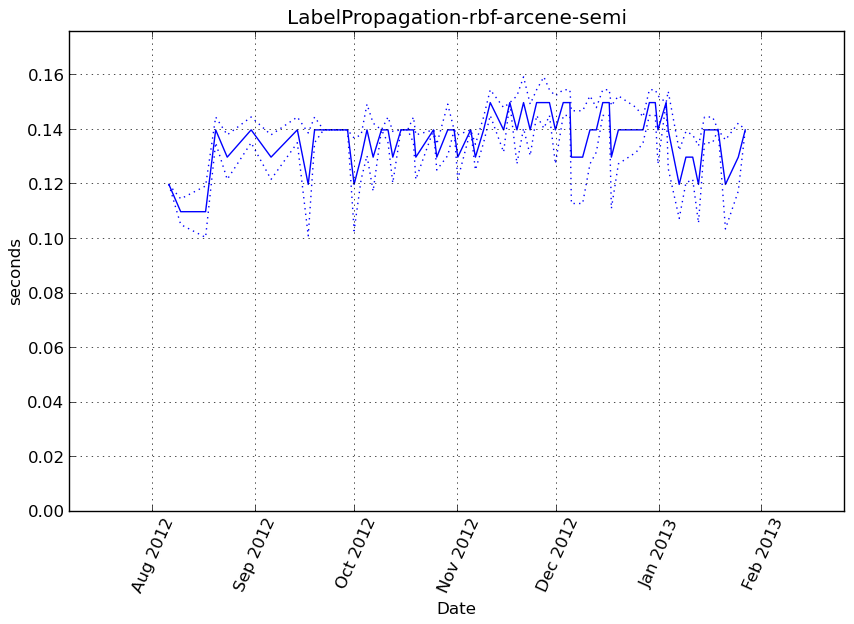 LabelPropagation-rbf-arcene-semi
0.16
0.14
0.12
0.10
0.08
0.06
0.04
0.02
0.00
seconds
Aug 2012
Sep 2012
Oct 2012
Nov 2012
Dec 2012
Jan 2013
Feb 2013
Date